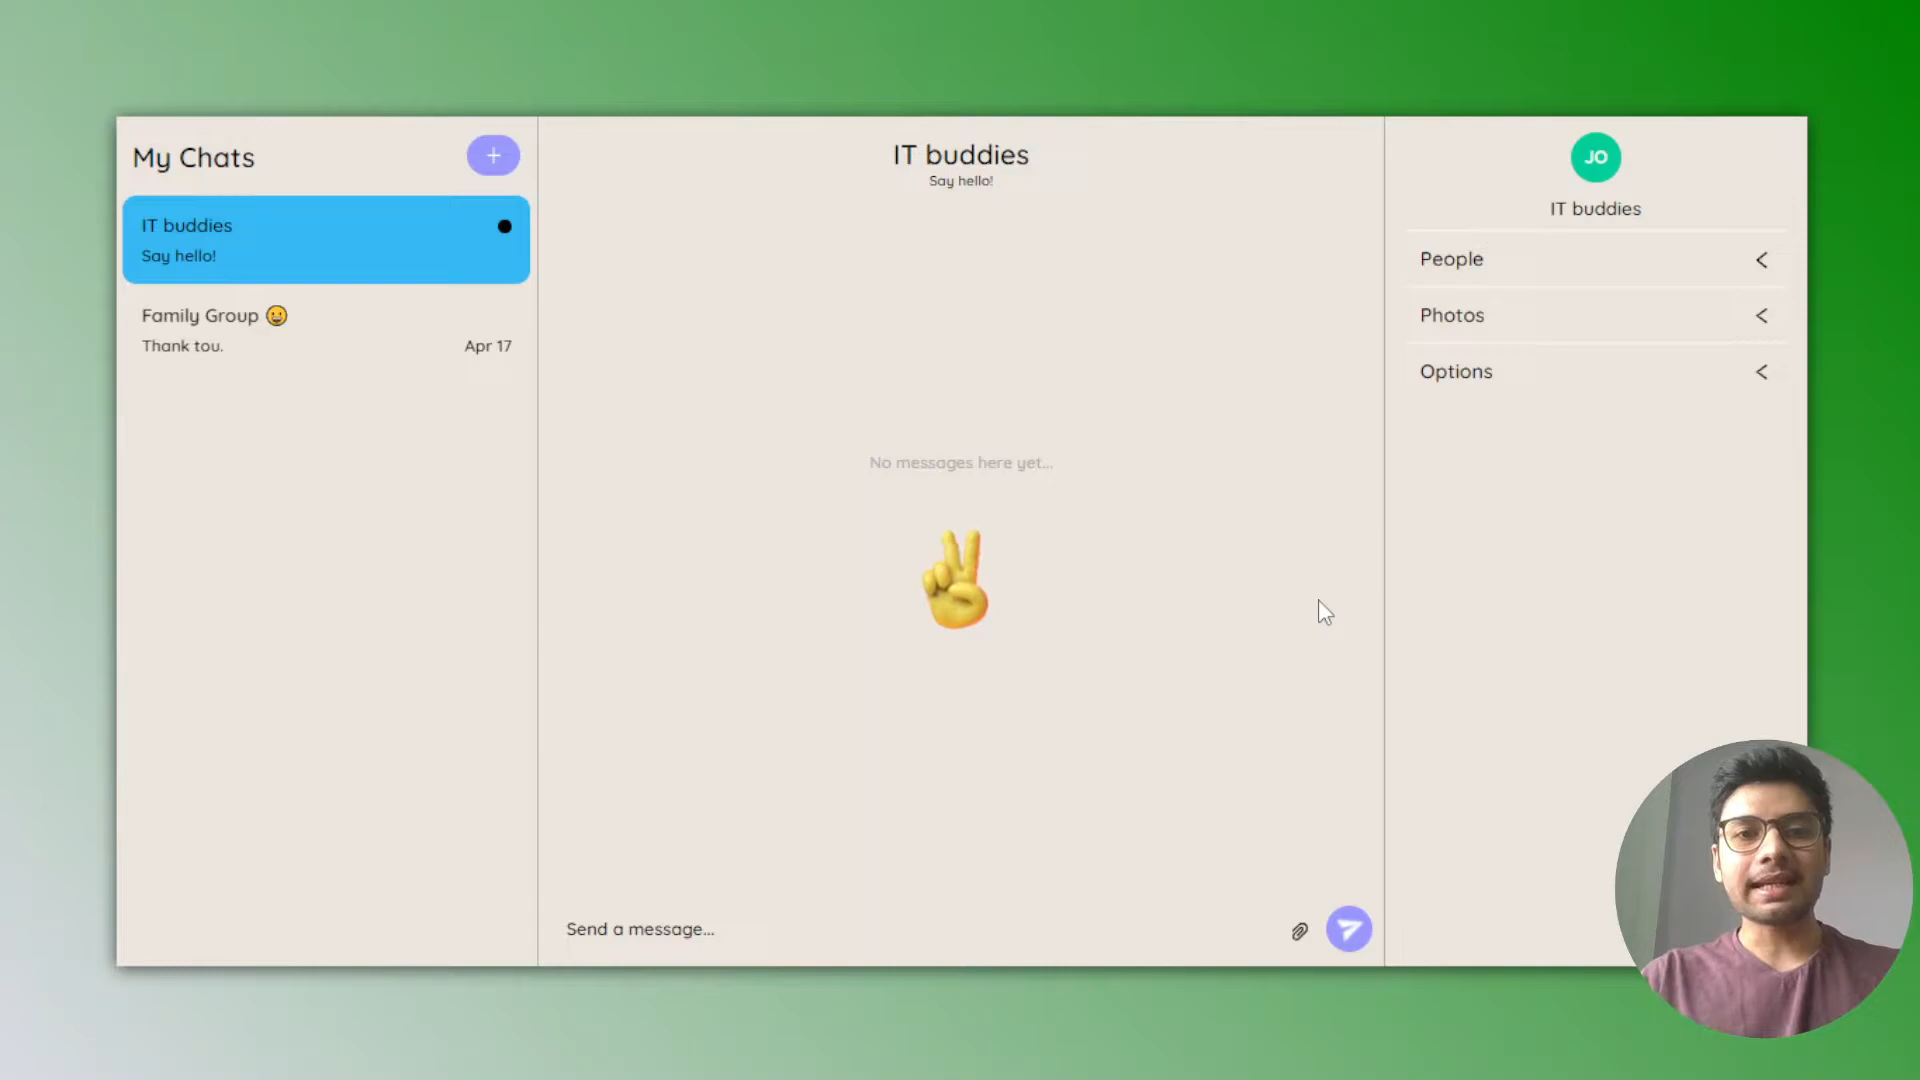 My Chats
+
IT buddies
Say hello!
Family Group 😀
Thank tou.
Apr 17
IT buddies
Say hello!
No messages here yet...
Send a message...
JO
IT buddies
People
Photos
Options